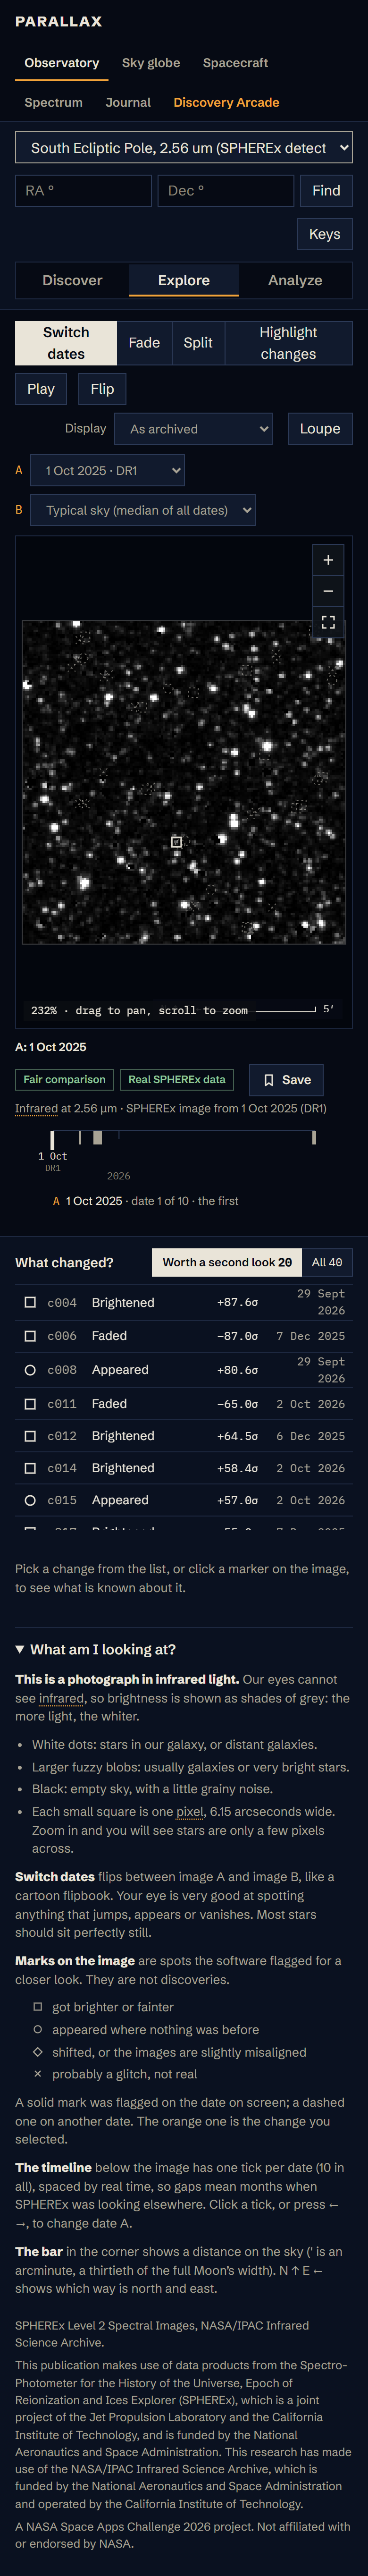 PARALLAX
Observatory Sky globe Spacecraft
Spectrum Journal Discovery Arcade
South Ecliptic Pole, 2.56 um (SPHEREx detect
RA ° Dec ° Find
Keys
Discover Explore Analyze
Switch dates Fade Split Highlight changes
Play Flip
Display As archived Loupe
A 1 Oct 2025 · DR1
B Typical sky (median of all dates)
+
−
232% · drag to pan, scroll to zoom 5′
A: 1 Oct 2025
Fair comparison Real SPHEREx data Save
Infrared at 2.56 µm · SPHEREx image from 1 Oct 2025 (DR1)
1 Oct
DR1
2026
A 1 Oct 2025 · date 1 of 10 · the first
What changed? Worth a second look 20 All 40
c004 Brightened +87.6σ 29 Sept 2026
c006 Faded −87.0σ 7 Dec 2025
c008 Appeared +80.6σ 29 Sept 2026
c011 Faded −65.0σ 2 Oct 2026
c012 Brightened +64.5σ 6 Dec 2025
c014 Brightened +58.4σ 2 Oct 2026
c015 Appeared +57.0σ 2 Oct 2026
Pick a change from the list, or click a marker on the image,
to see what is known about it.
▼ What am I looking at?
This is a photograph in infrared light. Our eyes cannot
see infrared, so brightness is shown as shades of grey: the
more light, the whiter.
• White dots: stars in our galaxy, or distant galaxies.
• Larger fuzzy blobs: usually galaxies or very bright stars.
• Black: empty sky, with a little grainy noise.
• Each small square is one pixel, 6.15 arcseconds wide.
Zoom in and you will see stars are only a few pixels
across.
Switch dates flips between image A and image B, like a
cartoon flipbook. Your eye is very good at spotting
anything that jumps, appears or vanishes. Most stars
should sit perfectly still.
Marks on the image are spots the software flagged for a
closer look. They are not discoveries.
□ got brighter or fainter
○ appeared where nothing was before
◇ shifted, or the images are slightly misaligned
× probably a glitch, not real
A solid mark was flagged on the date on screen; a dashed
one on another date. The orange one is the change you
selected.
The timeline below the image has one tick per date (10 in
all), spaced by real time, so gaps mean months when
SPHEREx was looking elsewhere. Click a tick, or press ←
→, to change date A.
The bar in the corner shows a distance on the sky (′ is an
arcminute, a thirtieth of the full Moon's width). N ↑ E ←
shows which way is north and east.
SPHEREx Level 2 Spectral Images, NASA/IPAC Infrared
Science Archive.
This publication makes use of data products from the Spectro-
Photometer for the History of the Universe, Epoch of
Reionization and Ices Explorer (SPHEREx), which is a joint
project of the Jet Propulsion Laboratory and the California
Institute of Technology, and is funded by the National
Aeronautics and Space Administration. This research has made
use of the NASA/IPAC Infrared Science Archive, which is
funded by the National Aeronautics and Space Administration
and operated by the California Institute of Technology.
A NASA Space Apps Challenge 2026 project. Not affiliated with
or endorsed by NASA.